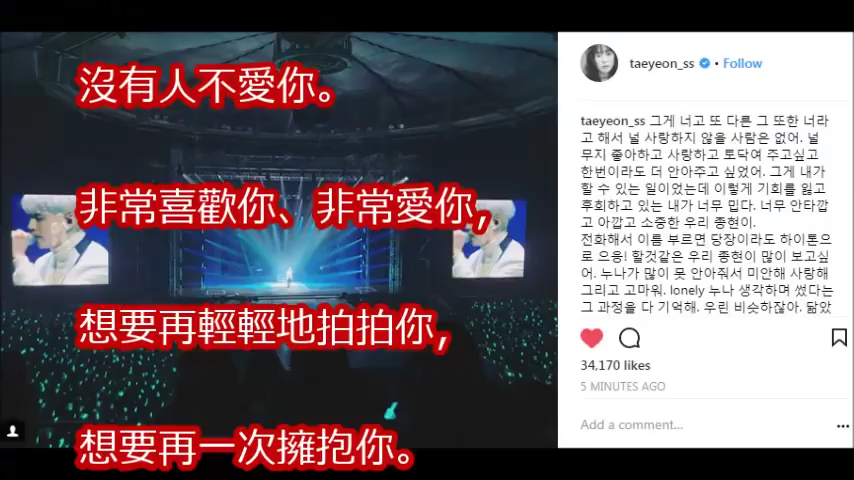 沒有人不愛你。
非常喜歡你、非常愛你,
想要再輕輕地拍拍你,
想要再一次擁抱你。
taeyeon_ss • Follow
taeyeon_ss 그게 너고 또 다른 그 또한 너라
고 해서 널 사랑하지 않을 사람은 없어. 널
무지 좋아하고 사랑하고 토닥여 주고싶고
한번이라도 더 안아주고 싶었어. 그게 내가
할 수 있는 일이었는데 이렇게 기회를 잃고
후회하고 있는 내가 너무 밉다. 너무 안타깝
고 아깝고 소중한 우리 종현이.
전화해서 이름 부르면 당장이라도 하이톤으
로 으응! 할것같은 우리 종현이 많이 보고싶
어. 누나가 많이 못 안아줘서 미안해 사랑해
그리고 고마워. lonely 누나 생각하며 썼다는
그 과정을 다 기억해. 우린 비슷하잖아. 닮았
34,170 likes
5 MINUTES AGO
Add a comment...